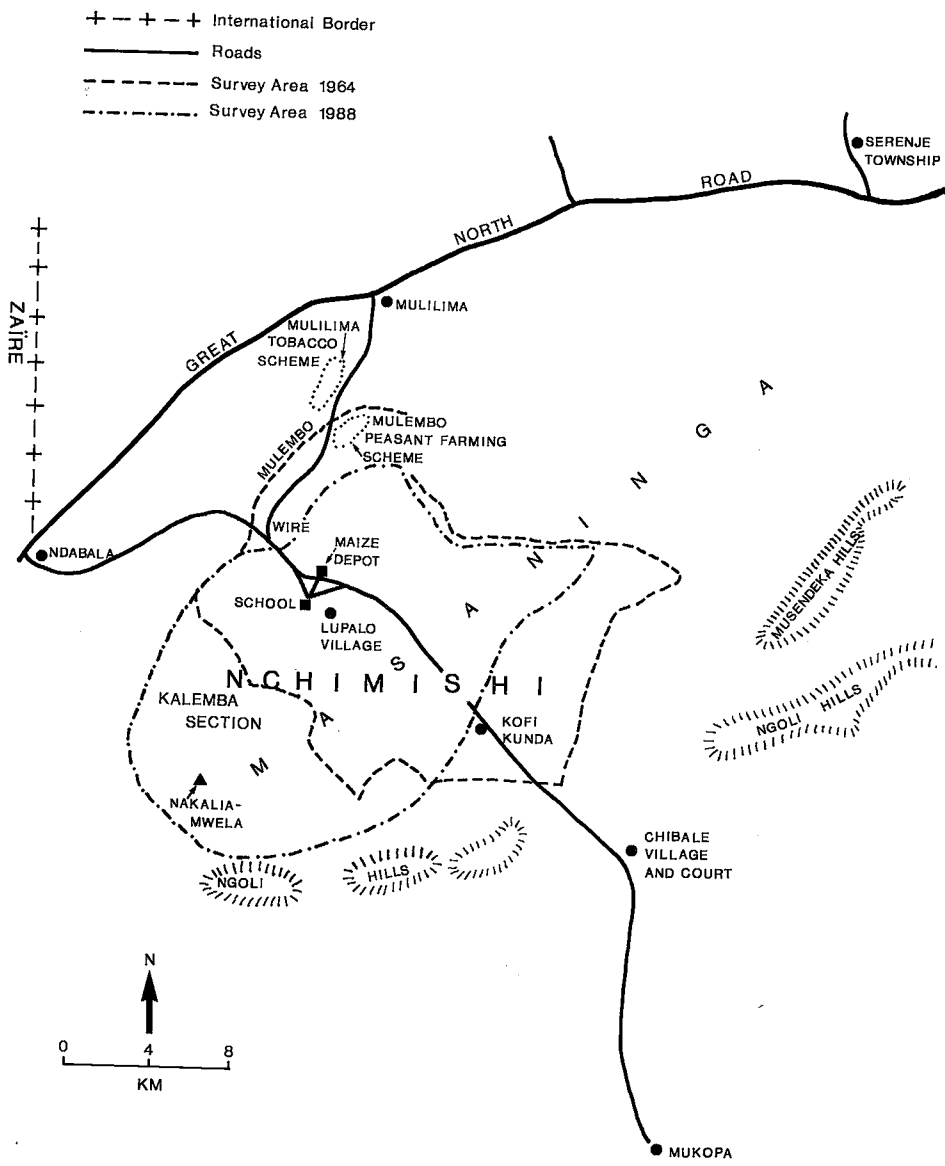 International Border
Roads
Survey Area 1964
Survey Area 1988
SERENJE
TOWNSHIP
ROAD
NORTH
GREAT
ZAÏRE
MULILIMA
MULILIMA
TOBACCO
SCHEME
MULEMBO
MULEMBO
PEASANT FARMING
SCHEME
WIRE
NDABALA
MAIZE
DEPOT
SCHOOL
LUPALO
VILLAGE
MASANINGA
MUSENDEKA HILLS
NCHIMISHI
KALEMBA
SECTION
NGOLI HILLS
KOFI
KUNDA
NAKALIA-
MWELA
NGOLI
HILLS
CHIBALE
VILLAGE
AND COURT
N
0 4 8
KM
MUKOPA